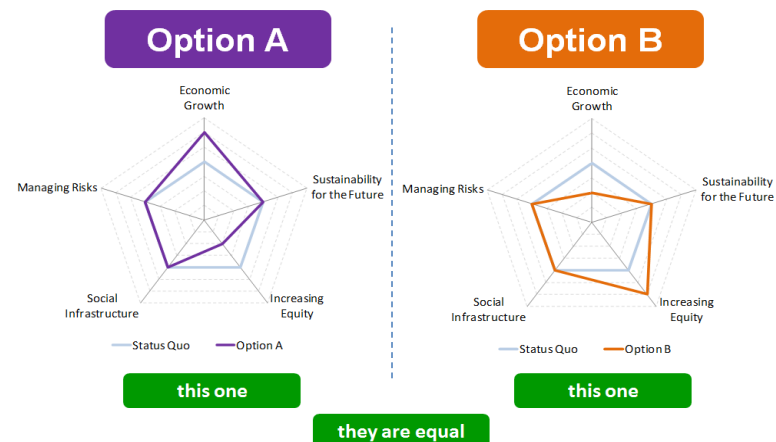 Option A
Economic
Growth
Managing Risks
Sustainability
for the Future
Social
Infrastructure
Increasing
Equity
Status Quo
Option A
this one
Option B
Economic
Growth
Managing Risks
Sustainability
for the Future
Social
Infrastructure
Increasing
Equity
Status Quo
Option B
this one
they are equal